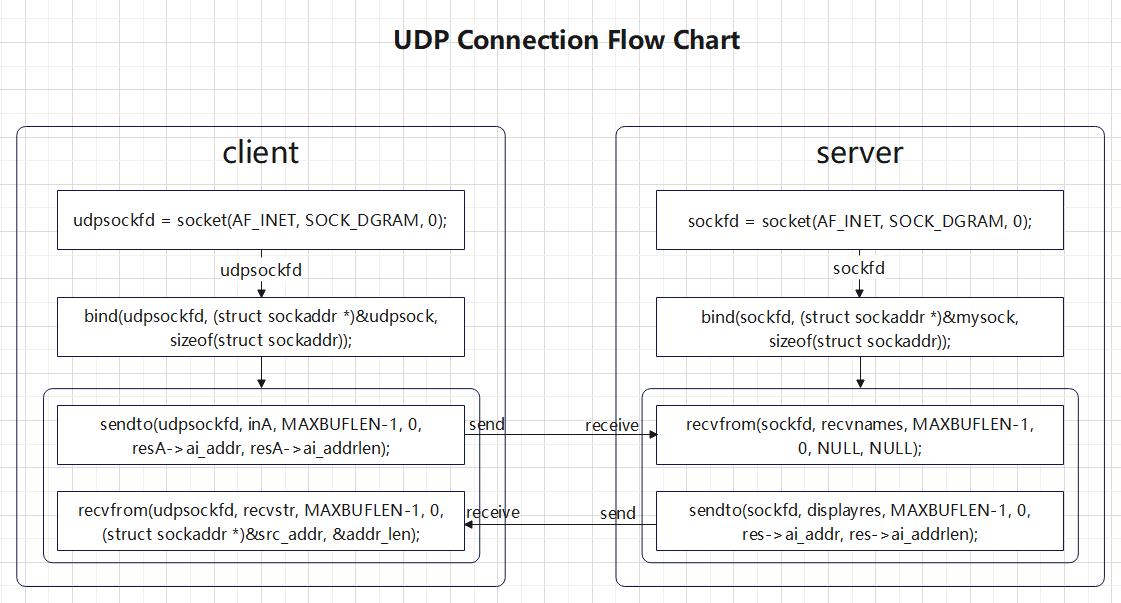 UDP Connection Flow Chart
client
udpsockfd = socket(AF_INET, SOCK_DGRAM, 0);
udpsockfd
bind(udpsockfd, (struct sockaddr *)&udpsock,
sizeof(struct sockaddr));
sendto(udpsockfd, inA, MAXBUFLEN-1, 0,
resA->ai_addr, resA->ai_addrlen);
recvfrom(udpsockfd, recvstr, MAXBUFLEN-1, 0,
(struct sockaddr *)&src_addr, &addr_len);
send
receive
receive
send
server
sockfd = socket(AF_INET, SOCK_DGRAM, 0);
sockfd
bind(sockfd, (struct sockaddr *)&mysock,
sizeof(struct sockaddr));
recvfrom(sockfd, recvnames, MAXBUFLEN-1,
0, NULL, NULL);
sendto(sockfd, displayres, MAXBUFLEN-1, 0,
res->ai_addr, res->ai_addrlen);